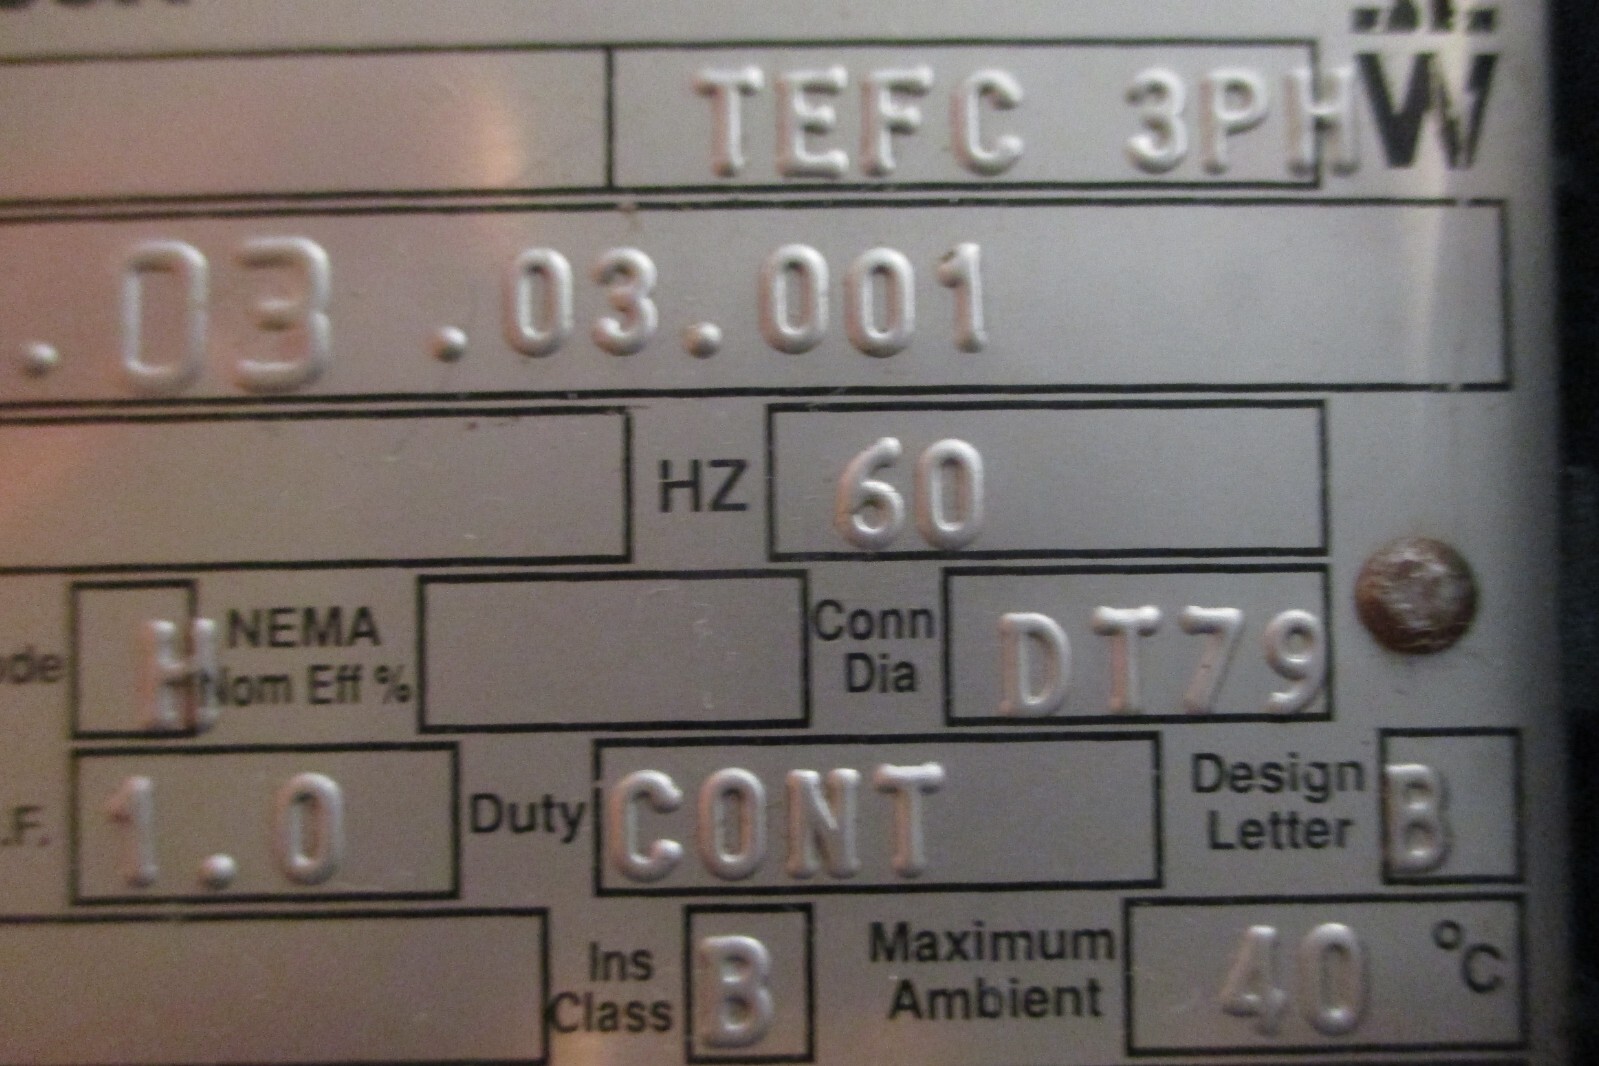 TEFC 3PH W
.03 .03.001
HZ 60
H NEMA Nom Eff % Conn Dia DT79
1.0 Duty CONT Design Letter B
Ins Class B Maximum Ambient 40 °C